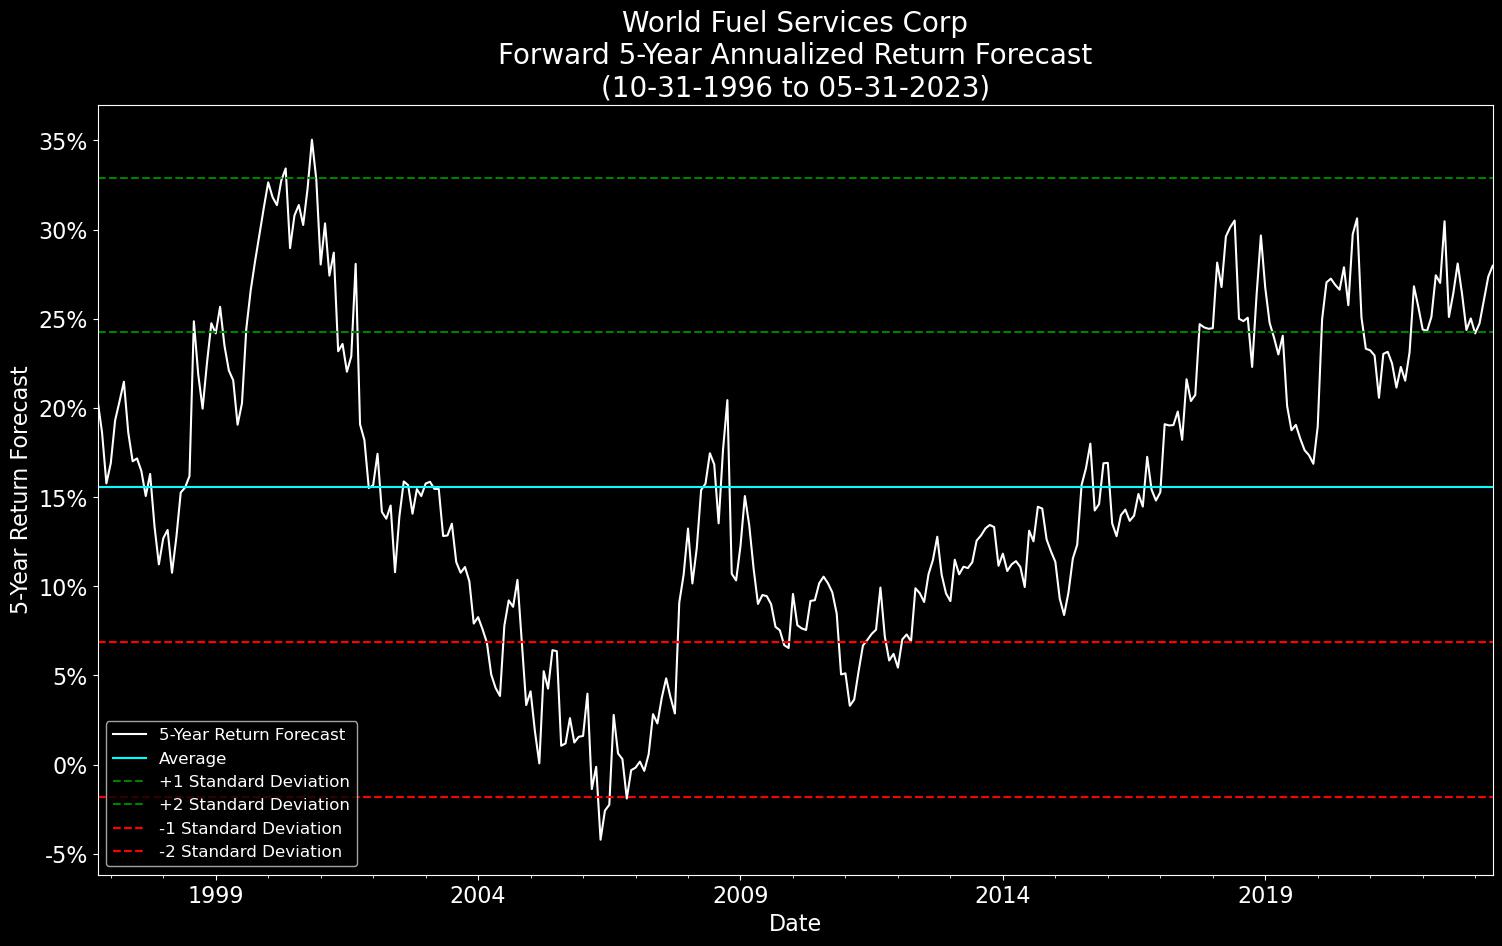 World Fuel Services Corp
Forward 5-Year Annualized Return Forecast
(10-31-1996 to 05-31-2023)
5-Year Return Forecast
35%
30%
25%
20%
15%
10%
5%
0%
-5%
5-Year Return Forecast
Average
+1 Standard Deviation
+2 Standard Deviation
-1 Standard Deviation
-2 Standard Deviation
1999
2004
2009
2014
2019
Date